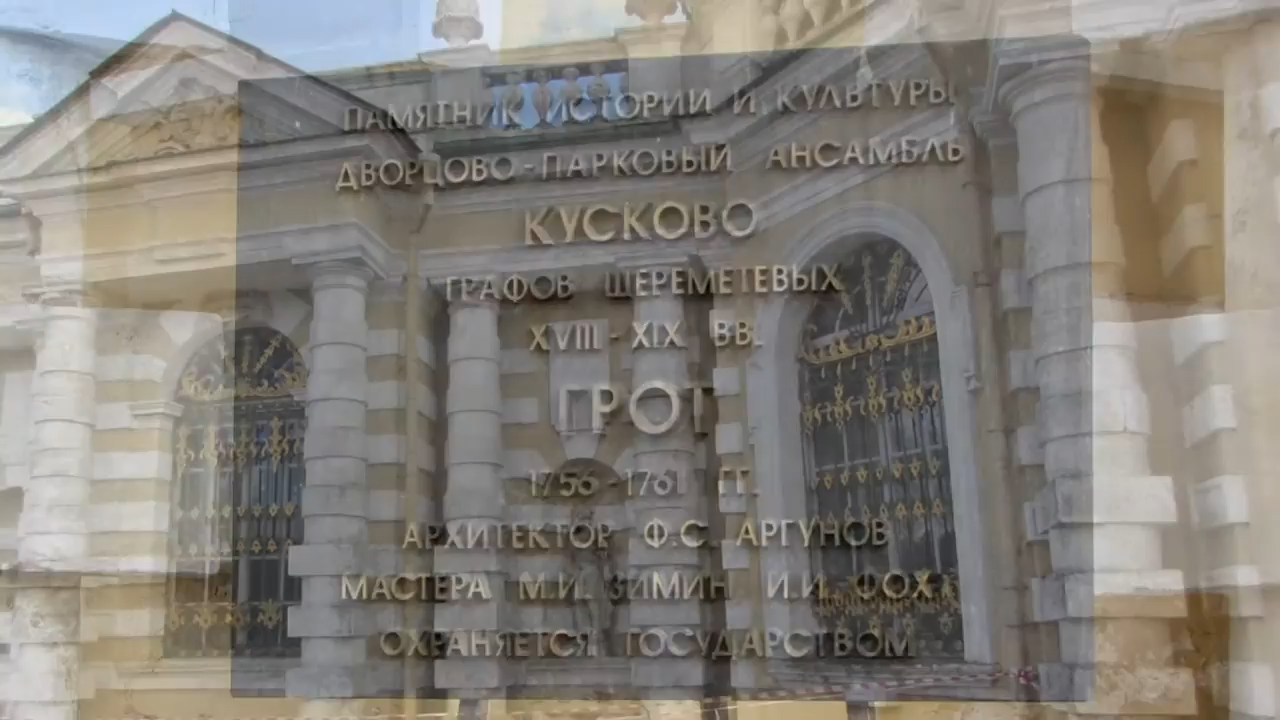 ПАМЯТНИК ИСТОРИИ И КУЛЬТУРЫ
ДВОРЦОВО-ПАРКОВЫЙ АНСАМБЛЬ
КУСКОВО
ГРАФОВ ШЕРЕМЕТЕВЫХ
XVIII - XIX ВВ.
ГРОТ
1756 - 1761 ГГ.
АРХИТЕКТОР Ф.С АРГУНОВ
МАСТЕРА М.И. ЗИМИН И.И. ФОХ
ОХРАНЯЕТСЯ ГОСУДАРСТВОМ